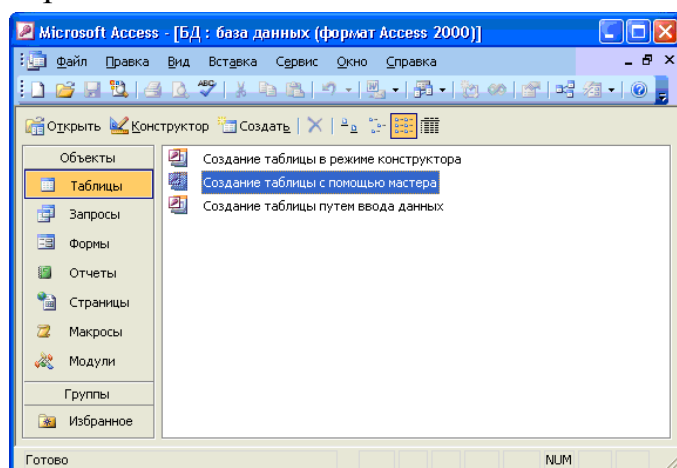 Microsoft Access - [БД : база данных (формат Access 2000)]
Файл Правка Вид Вставка Сервис Окно Справка
Открыть Конструктор Создать
Объекты
Создание таблицы в режиме конструктора
Таблицы
Создание таблицы с помощью мастера
Создание таблицы путем ввода данных
Запросы
Формы
Отчеты
Страницы
Макросы
Модули
Группы
Избранное
Готово
NUM